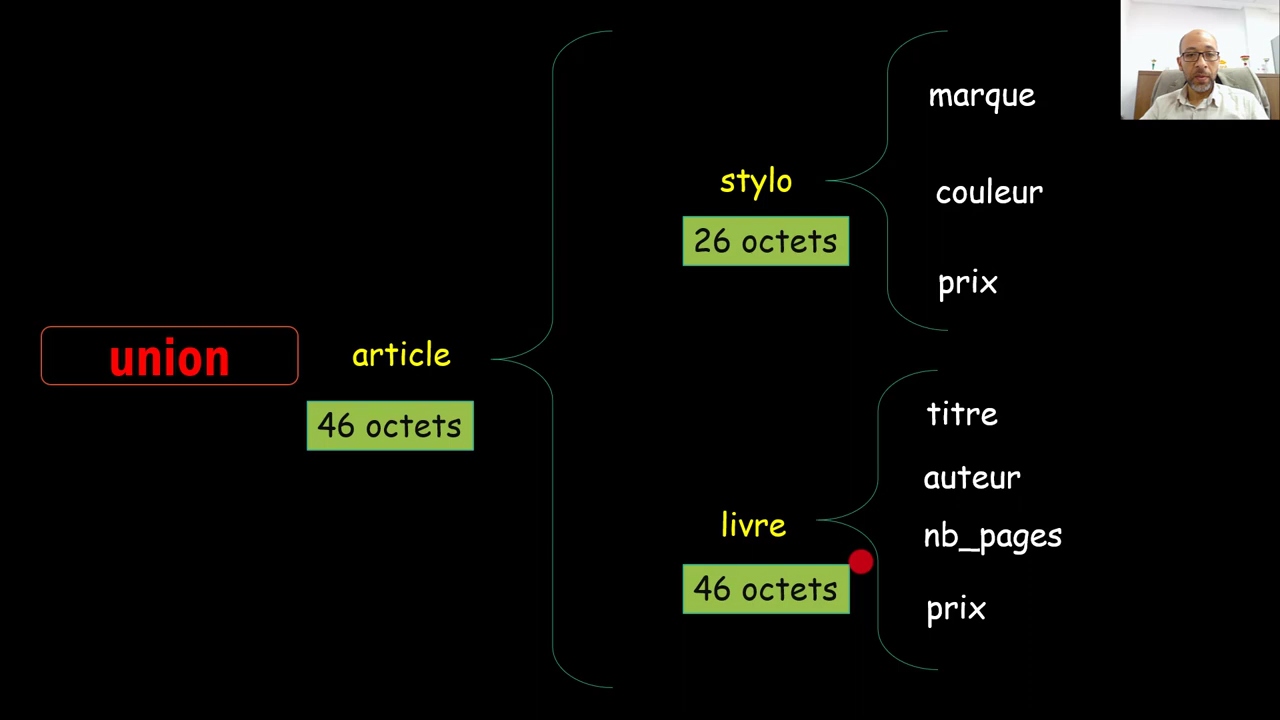 union
article
46 octets
stylo
26 octets
marque
couleur
prix
livre
46 octets
titre
auteur
nb_pages
prix